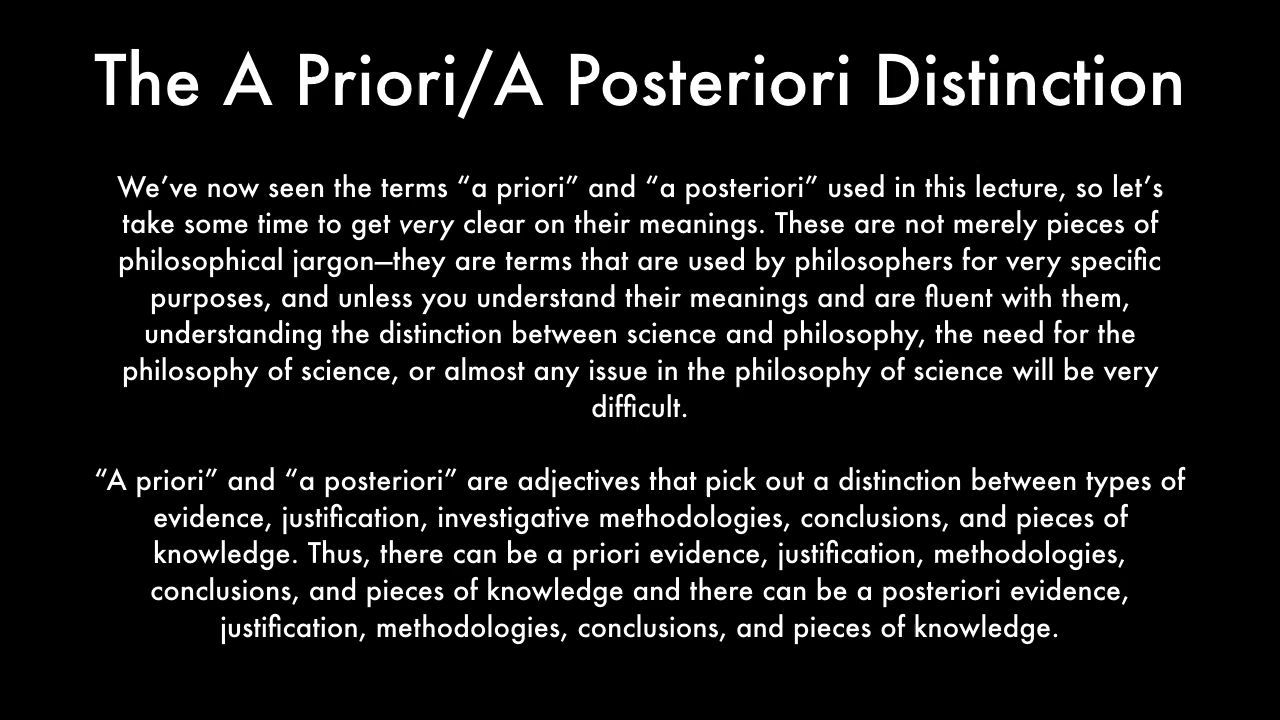 The A Priori/A Posteriori Distinction
We’ve now seen the terms “a priori” and “a posteriori” used in this lecture, so let’s
take some time to get very clear on their meanings. These are not merely pieces of
philosophical jargon—they are terms that are used by philosophers for very specific
purposes, and unless you understand their meanings and are fluent with them,
understanding the distinction between science and philosophy, the need for the
philosophy of science, or almost any issue in the philosophy of science will be very
difficult.
“A priori” and “a posteriori” are adjectives that pick out a distinction between types of
evidence, justification, investigative methodologies, conclusions, and pieces of
knowledge. Thus, there can be a priori evidence, justification, methodologies,
conclusions, and pieces of knowledge and there can be a posteriori evidence,
justification, methodologies, conclusions, and pieces of knowledge.